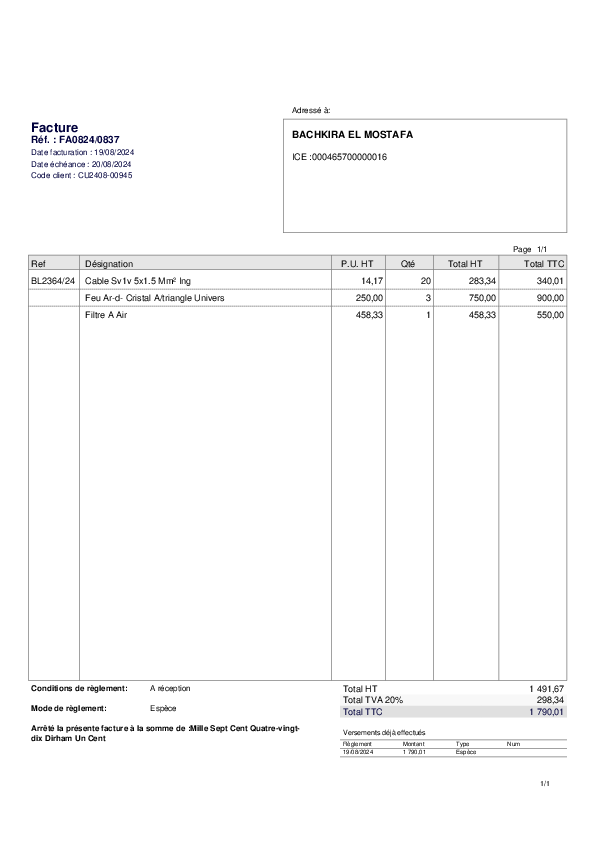 Adressé à:
Facture
Réf. : FA0824/0837
Date facturation : 19/08/2024
Date échéance : 20/08/2024
Code client : CU2408-00945
BACHKIRA EL MOSTAFA
ICE :000465700000016
Page 1/1
Ref Désignation P.U. HT Qté Total HT Total TTC
BL2364/24 Cable Sv1v 5x1.5 Mm² Ing 14,17 20 283,34 340,01
Feu Ar-d- Cristal A/triangle Univers 250,00 3 750,00 900,00
Filtre A Air 458,33 1 458,33 550,00
Conditions de règlement: A réception
Mode de règlement: Espèce
Arrêté la présente facture à la somme de :Mille Sept Cent Quatre-vingt-
dix Dirham Un Cent
Total HT 1 491,67
Total TVA 20% 298,34
Total TTC 1 790,01
Versements déjà effectués
Règlement Montant Type Num
19/08/2024 1 790,01 Espèce
1/1